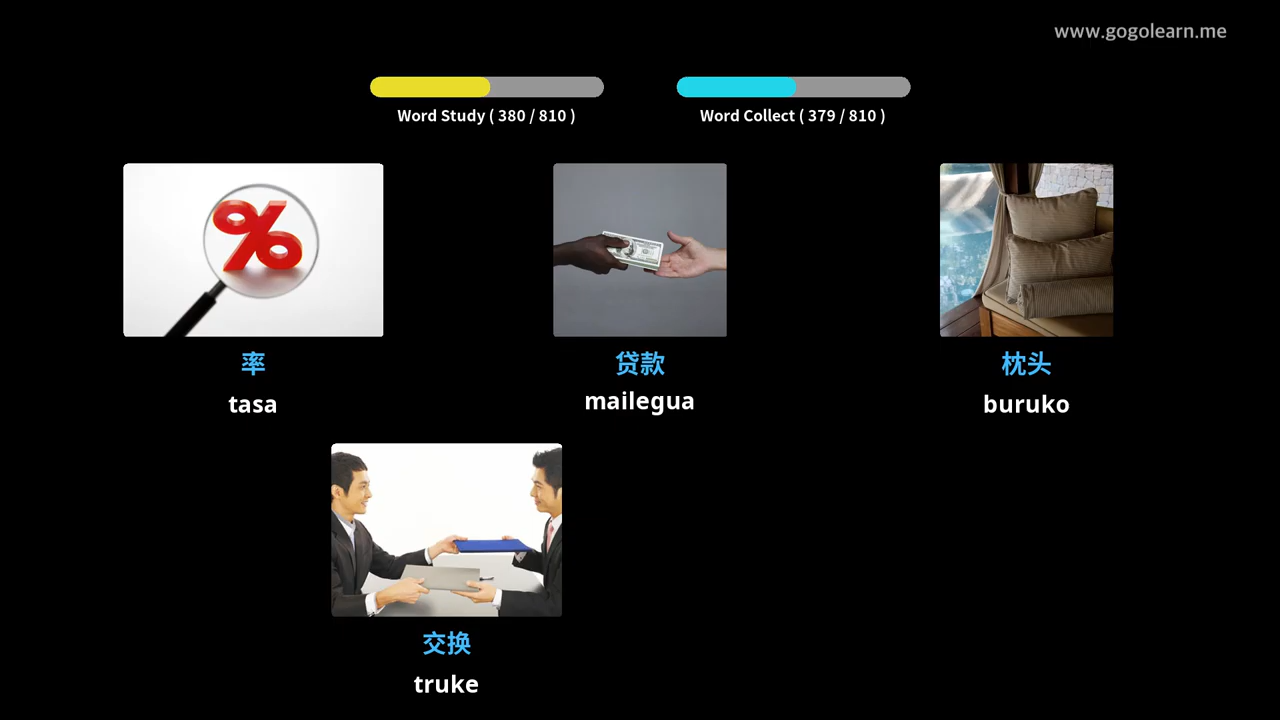 www.gogolearn.me
Word Study ( 380 / 810 )
Word Collect ( 379 / 810 )
%
率
tasa
贷款
mailegua
枕头
buruko
交换
truke